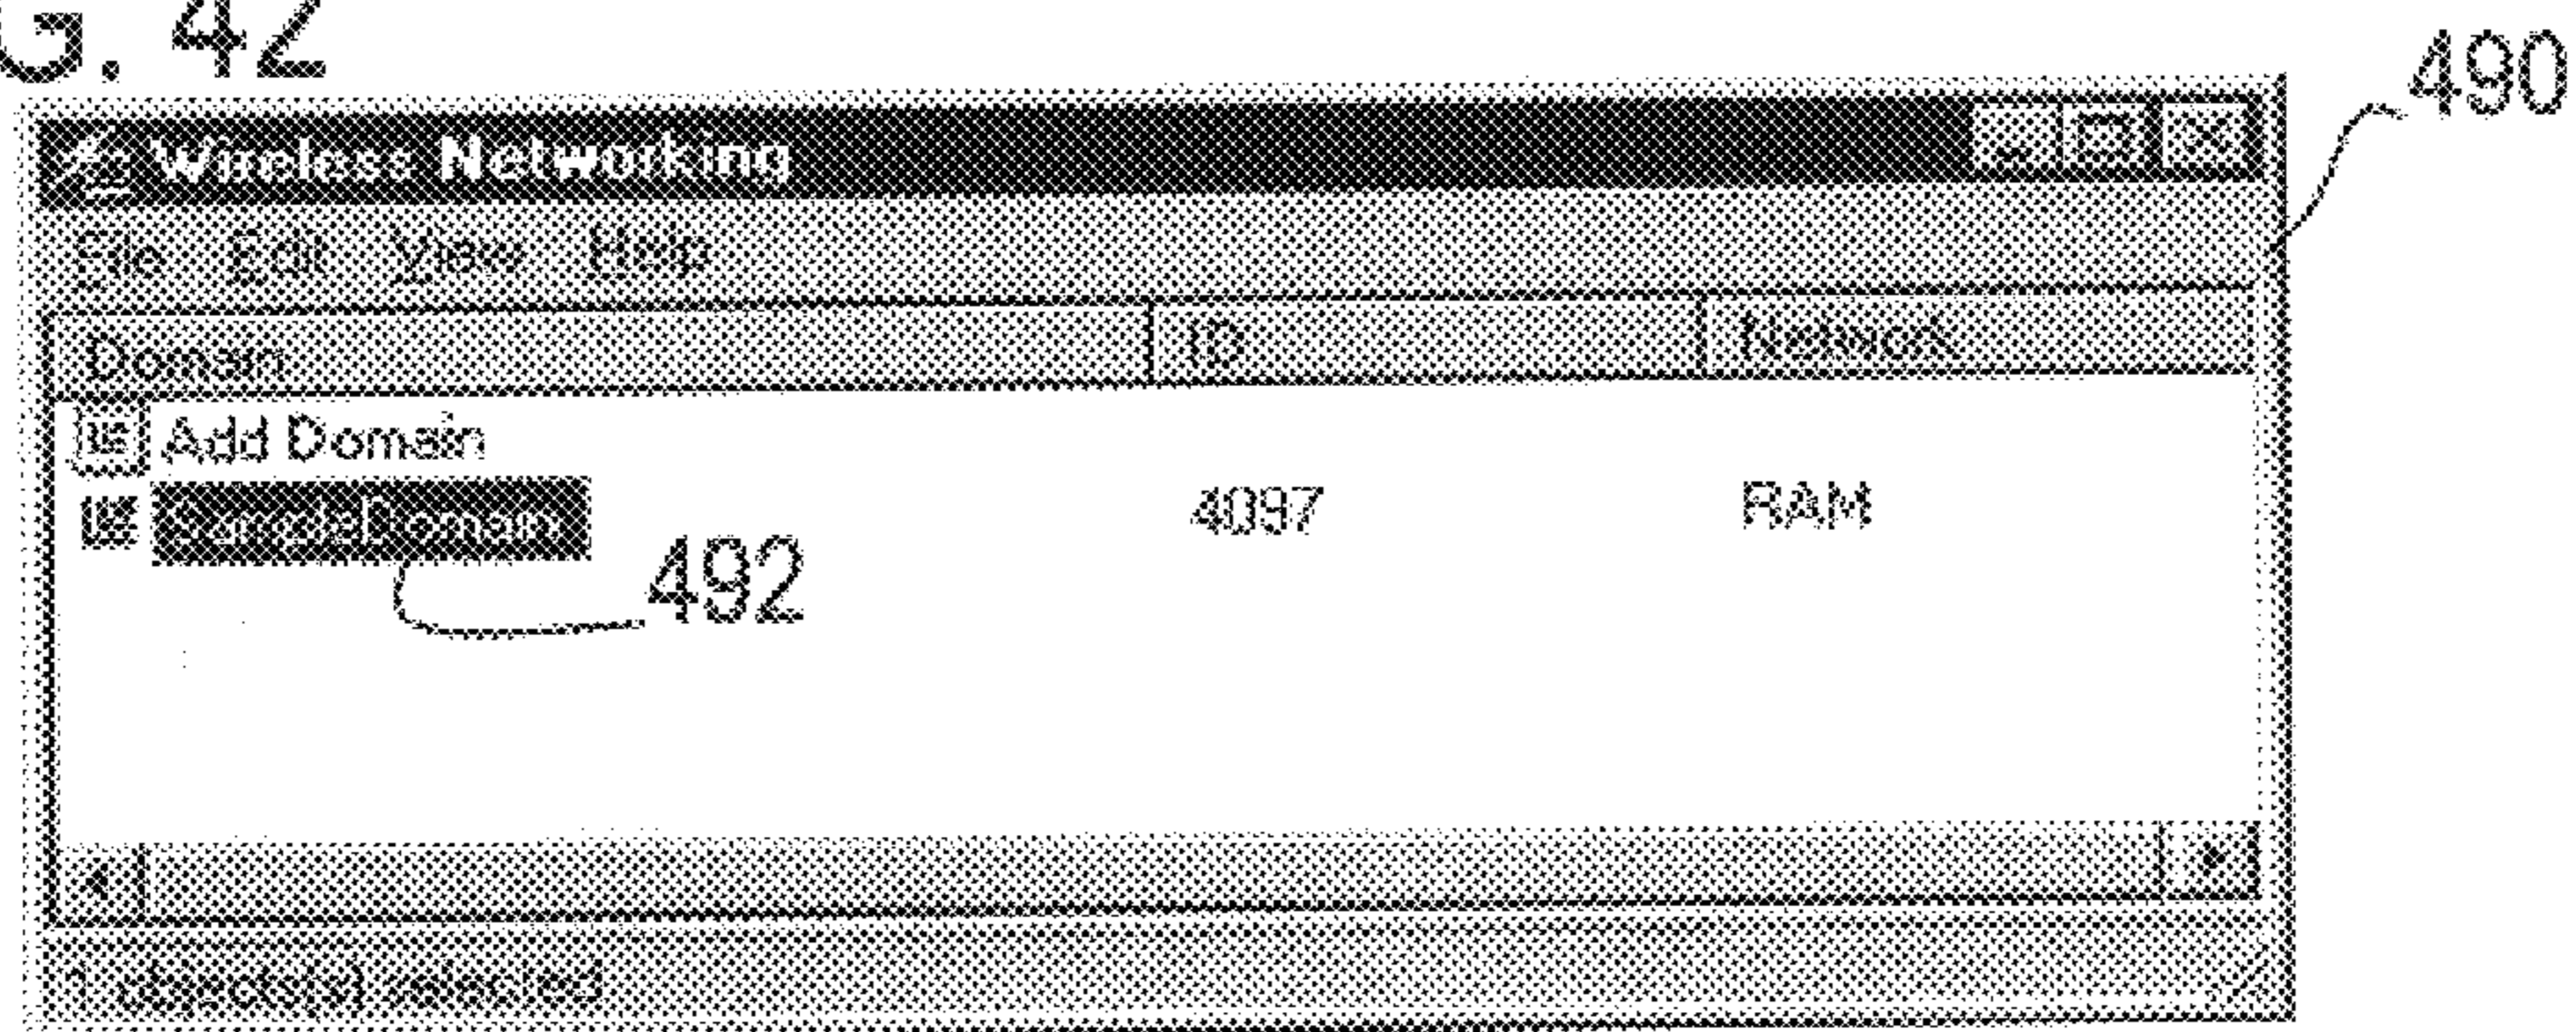 G. 42
490
Wireless Networking
File Edit View Help
Domain ID Network
Add Domain
SampleDomain 4097 RAM
492
1 object(s) selected